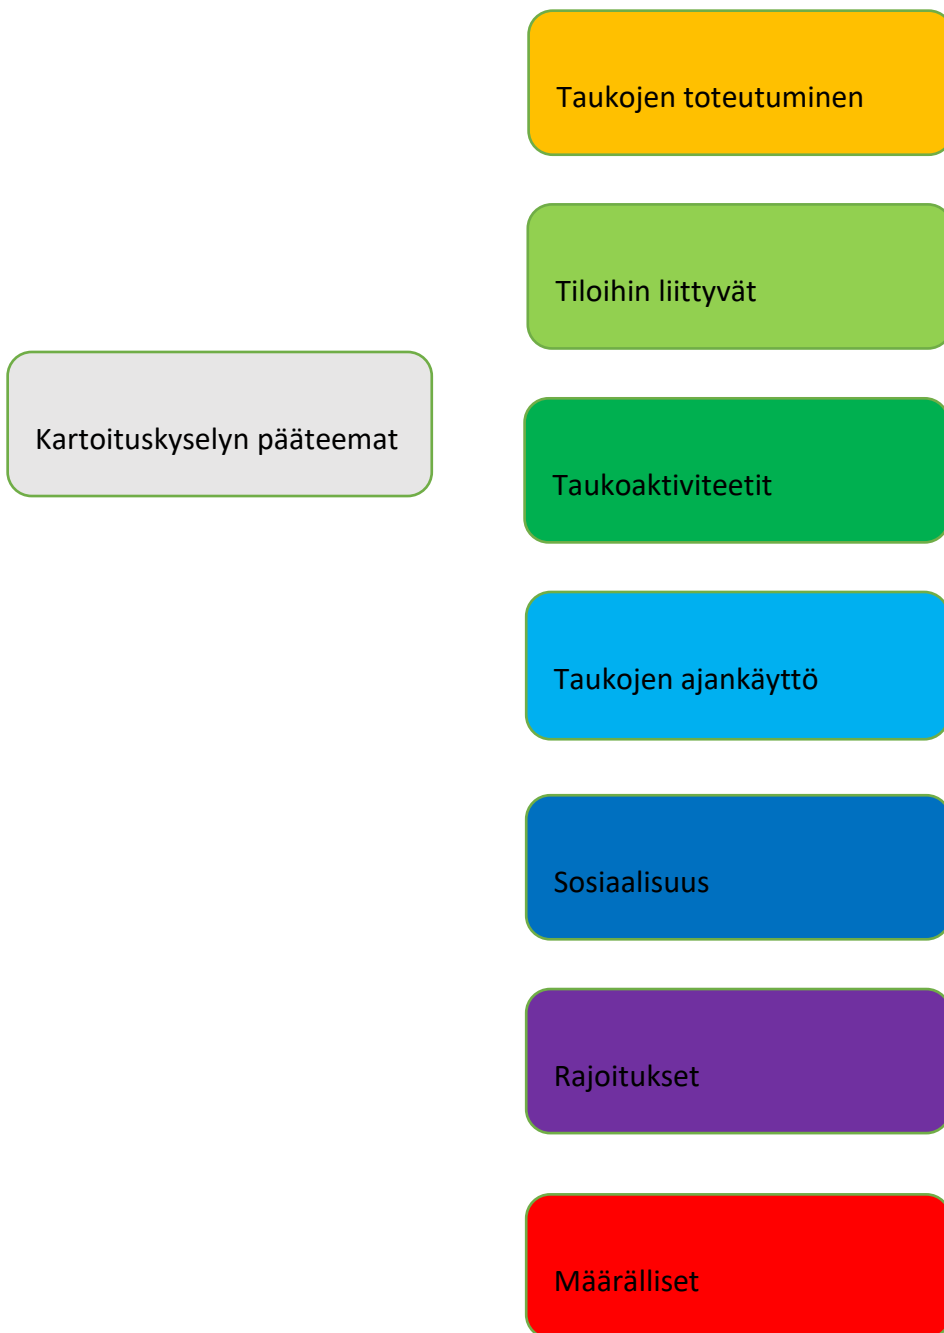 Taukojen toteutuminen
Tiloihin liittyvät
Kartoituskyselyn pääteemat
Taukoaktiviteetit
Taukojen ajankäyttö
Sosiaalisuus
Rajoitukset
Määrälliset